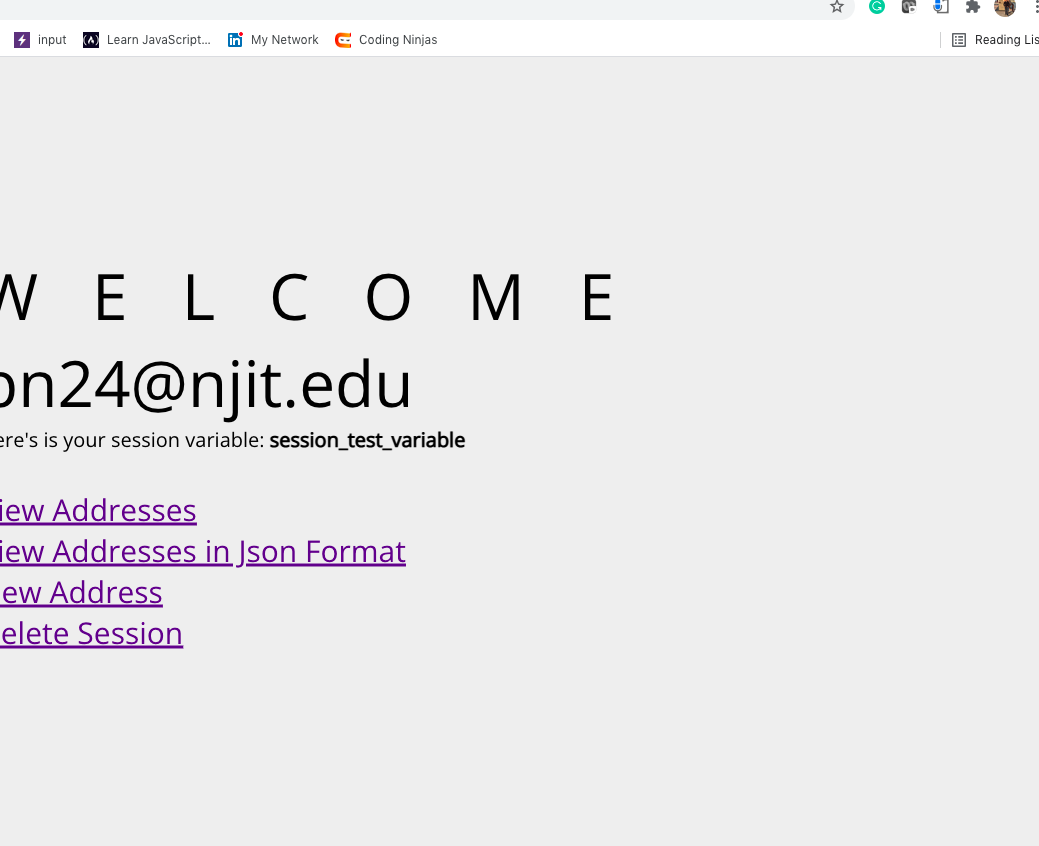 input Learn JavaScript... My Network Coding Ninjas Reading Lis
W E L C O M E
on24@njit.edu
ere's is your session variable: session_test_variable
iew Addresses
iew Addresses in Json Format
ew Address
elete Session